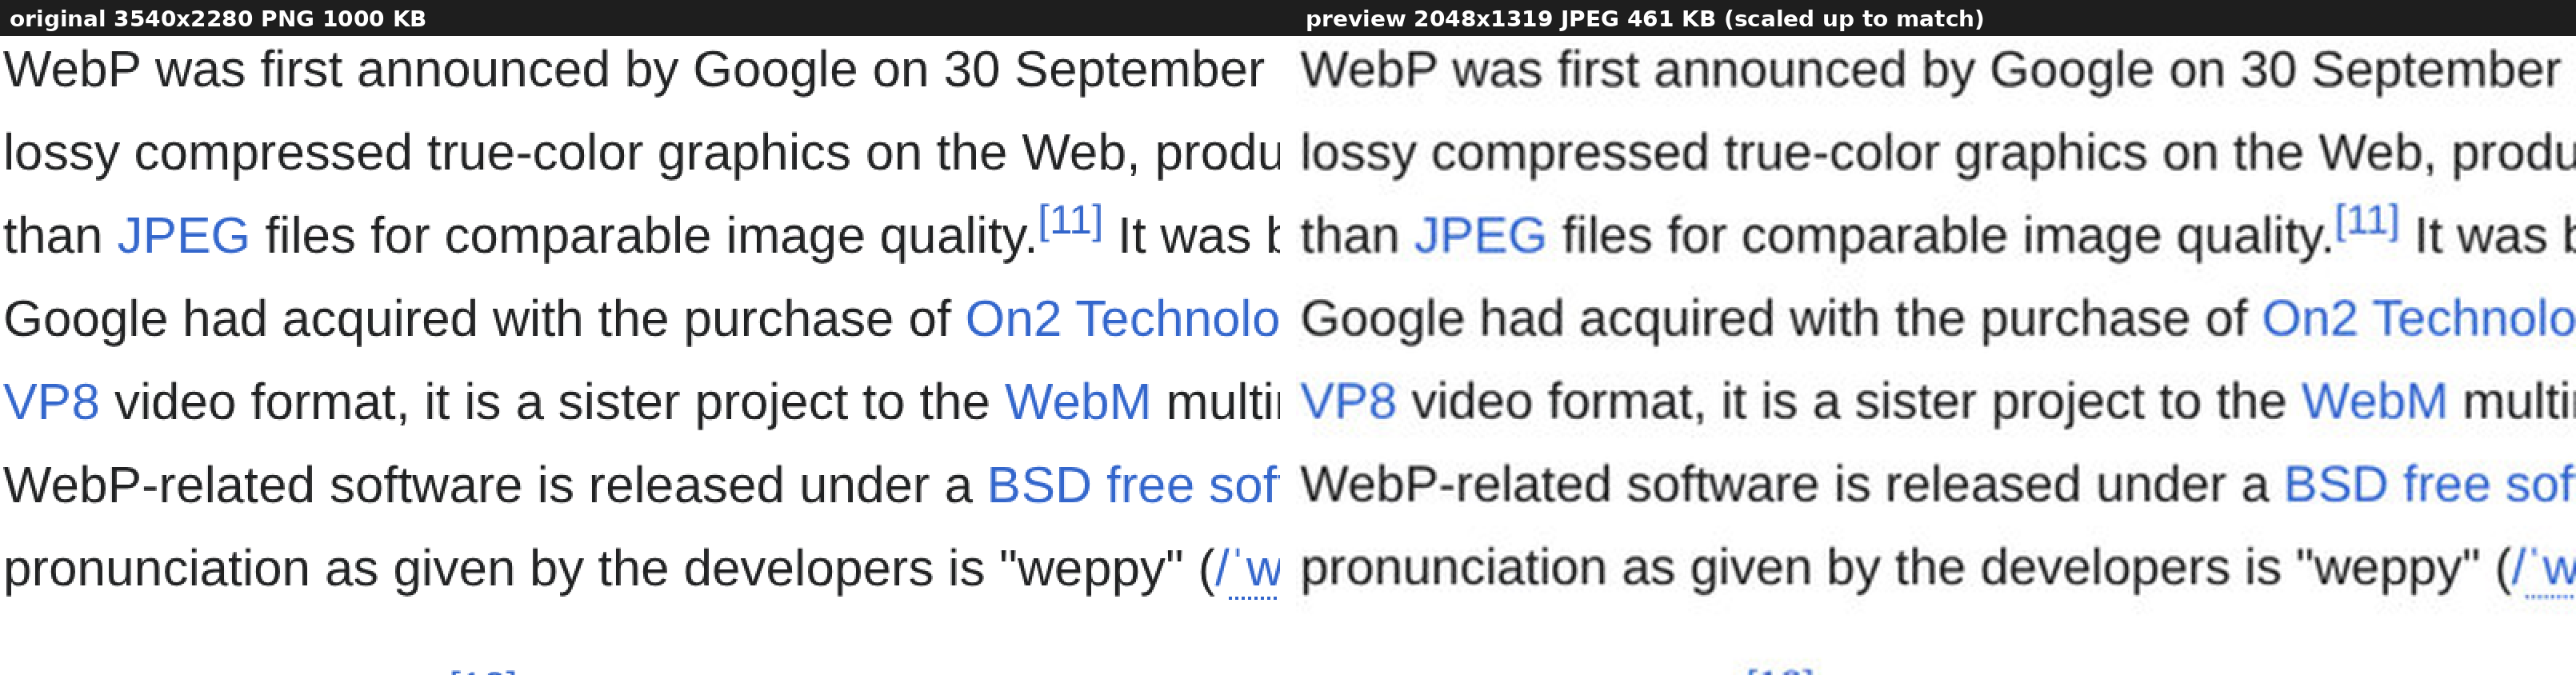 original 3540x2280 PNG 1000 KB
WebP was first announced by Google on 30 September
lossy compressed true-color graphics on the Web, produ
than JPEG files for comparable image quality.[11] It was b
Google had acquired with the purchase of On2 Technolo
VP8 video format, it is a sister project to the WebM multi
WebP-related software is released under a BSD free sof
pronunciation as given by the developers is "weppy" (/ˈw
preview 2048x1319 JPEG 461 KB (scaled up to match)
WebP was first announced by Google on 30 September
lossy compressed true-color graphics on the Web, produ
than JPEG files for comparable image quality.[11] It was b
Google had acquired with the purchase of On2 Technolo
VP8 video format, it is a sister project to the WebM multi
WebP-related software is released under a BSD free sof
pronunciation as given by the developers is "weppy" (/ˈw